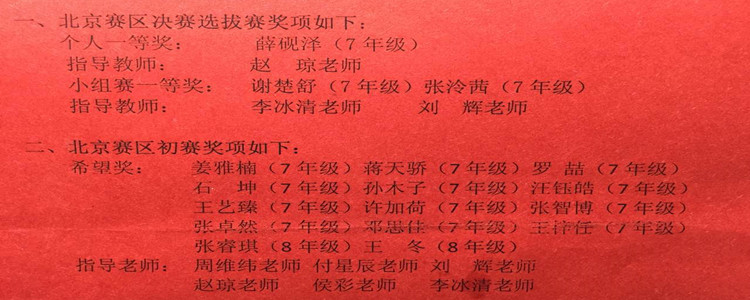 一、北京赛区决赛选拔赛奖项如下：
个人一等奖： 薛砚泽（7年级）
指导教师： 赵 琼老师
小组赛一等奖： 谢楚舒（7年级）张泠茜（7年级）
指导教师： 李冰清老师 刘 辉老师
二、北京赛区初赛奖项如下：
希望奖： 姜雅楠（7年级）蒋天骄（7年级）罗 喆（7年级）
石 坤（7年级）孙木子（7年级）汪钰皓（7年级）
王艺臻（7年级）许加荷（7年级）张智博（7年级）
张卓然（7年级）邓思佳（7年级）（7年级）
张睿琪（8年级）王 冬（8年级）
指导老师： 周维纬老师 付星辰老师 刘 辉老师
赵琼老师 侯彩老师 李冰清老师